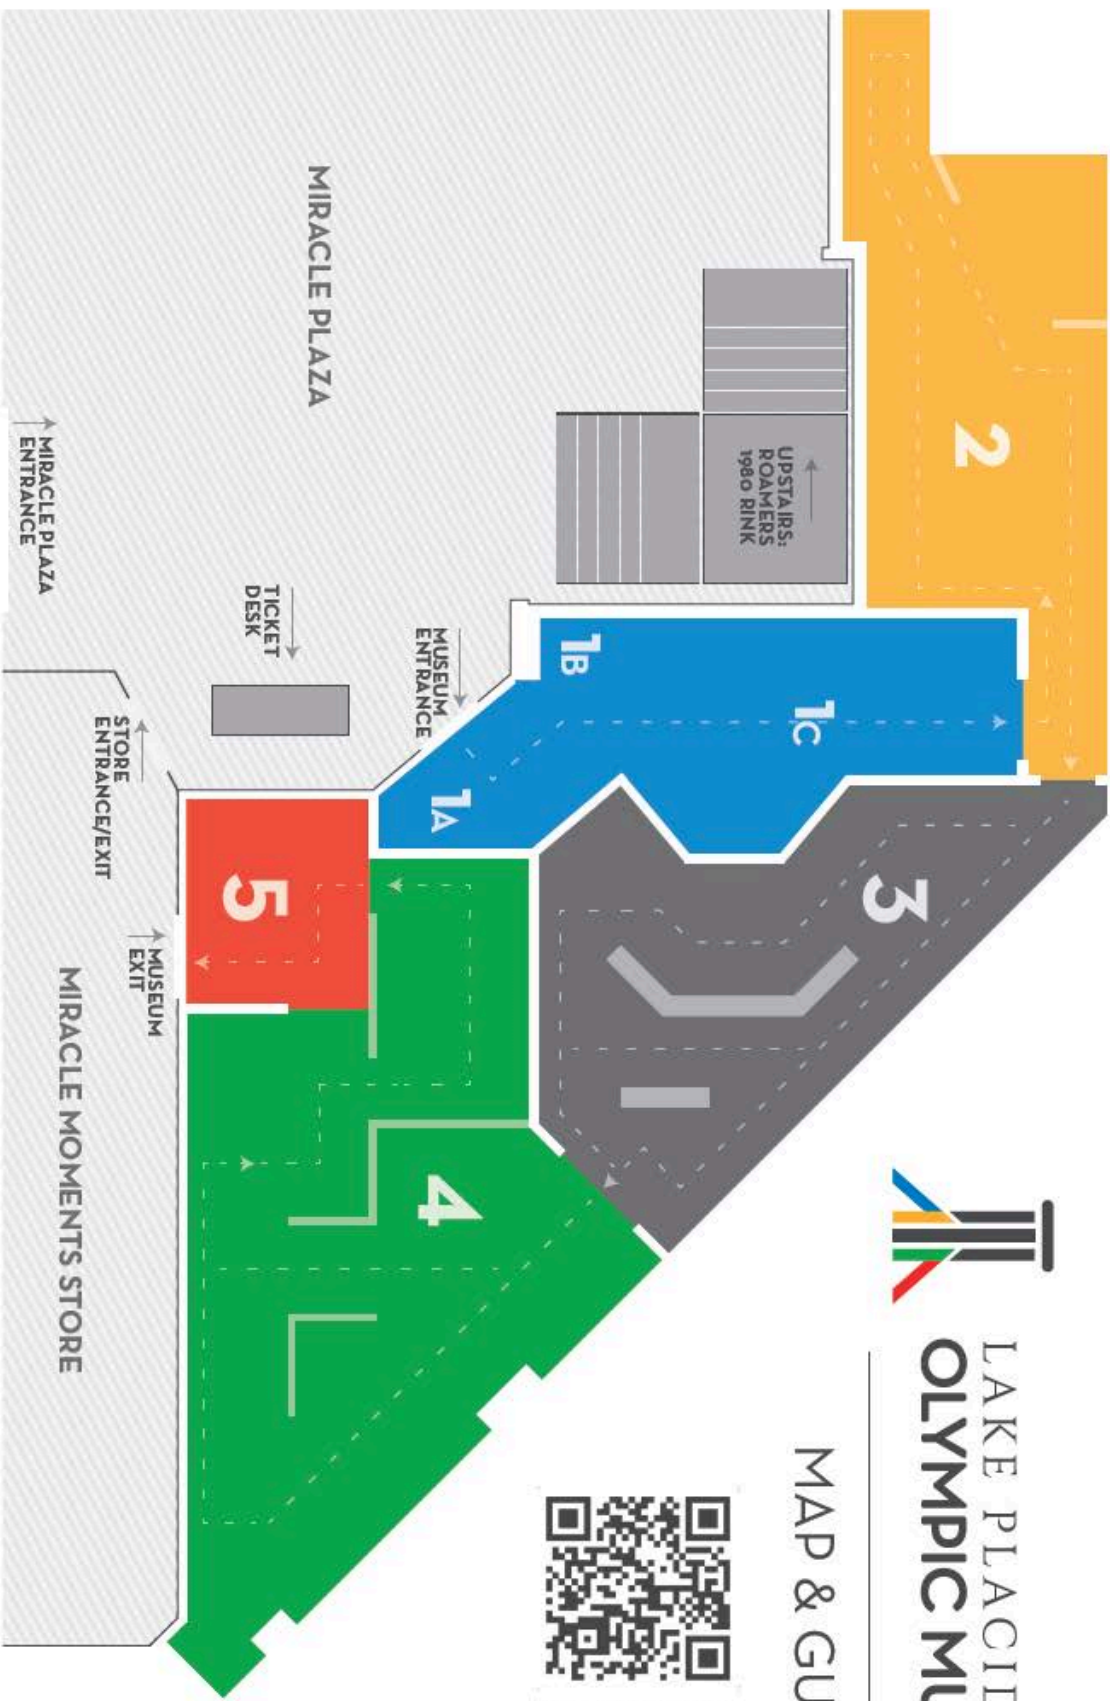 LAKE PLACID
OLYMPIC MU
MAP & GU
2
3
1C
UPSTAIRS:
ROAMERS
1980 RINK
1B
MUSEUM
ENTRANCE
1A
4
MIRACLE PLAZA
TICKET
DESK
5
STORE
ENTRANCE/EXIT
MUSEUM
EXIT
MIRACLE PLAZA
ENTRANCE
MIRACLE MOMENTS STORE